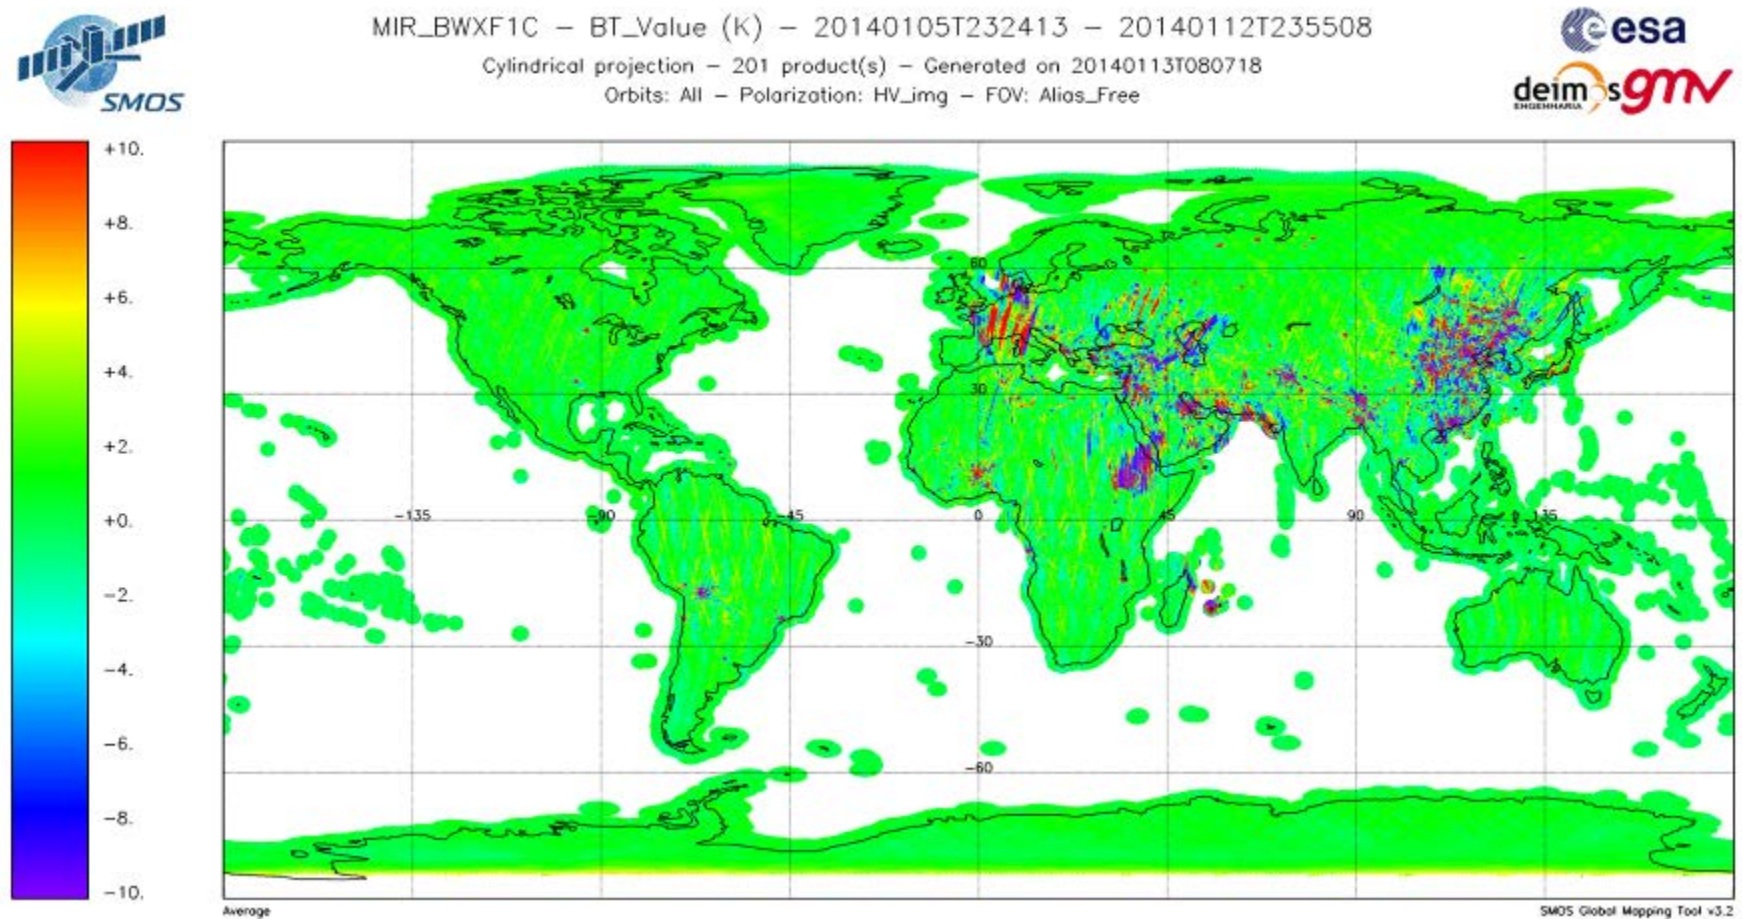 MIR_BWXF1C – BT_Value (K) – 20140105T232413 – 20140112T235508
Cylindrical projection – 201 product(s) – Generated on 20140113T080718
Orbits: All – Polarization: HV_img – FOV: Alias_Free
SMOS
esa
deimos
ENGENHARIA
gmv
+10.
+8.
+6.
+4.
+2.
+0.
−2.
−4.
−6.
−8.
−10.
60
30
−135
−90
−45
0
45
90
135
−30
−60
Average
SMOS Global Mapping Tool v3.2